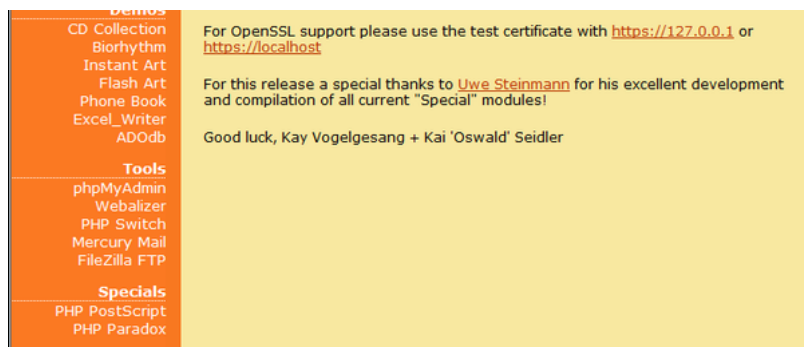 Demos
CD Collection
Biorhythm
Instant Art
Flash Art
Phone Book
Excel_Writer
ADOdb
Tools
phpMyAdmin
Webalizer
PHP Switch
Mercury Mail
FileZilla FTP
Specials
PHP PostScript
PHP Paradox
For OpenSSL support please use the test certificate with https://127.0.0.1 or
https://localhost
For this release a special thanks to Uwe Steinmann for his excellent development
and compilation of all current "Special" modules!
Good luck, Kay Vogelgesang + Kai 'Oswald' Seidler